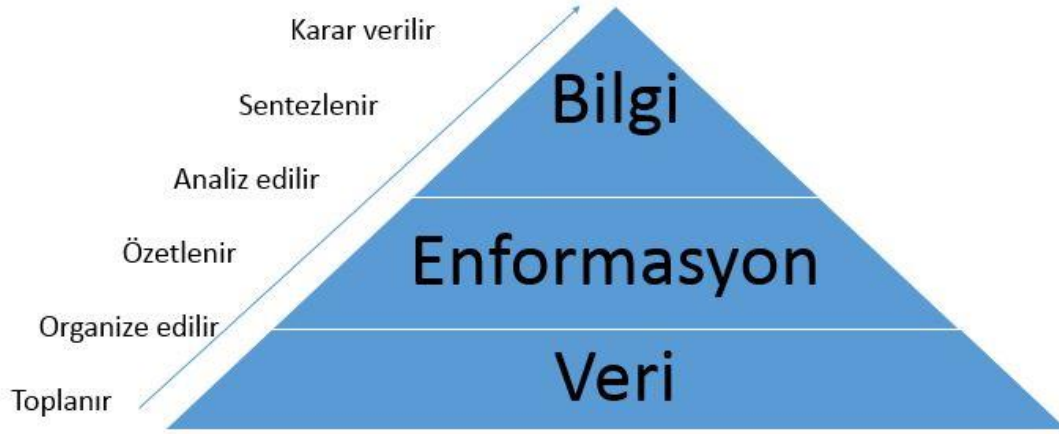 Karar verilir
Bilgi
Sentezlenir
Analiz edilir
Enformasyon
Özetlenir
Organize edilir
Veri
Toplanır